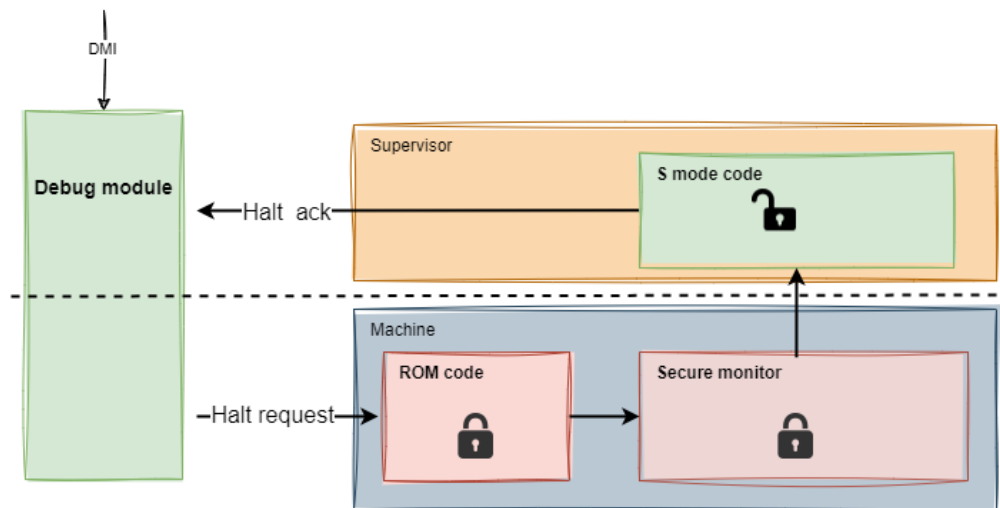 DMI
Debug module
Supervisor
S mode code
Halt ack
Machine
ROM code
Secure monitor
Halt request